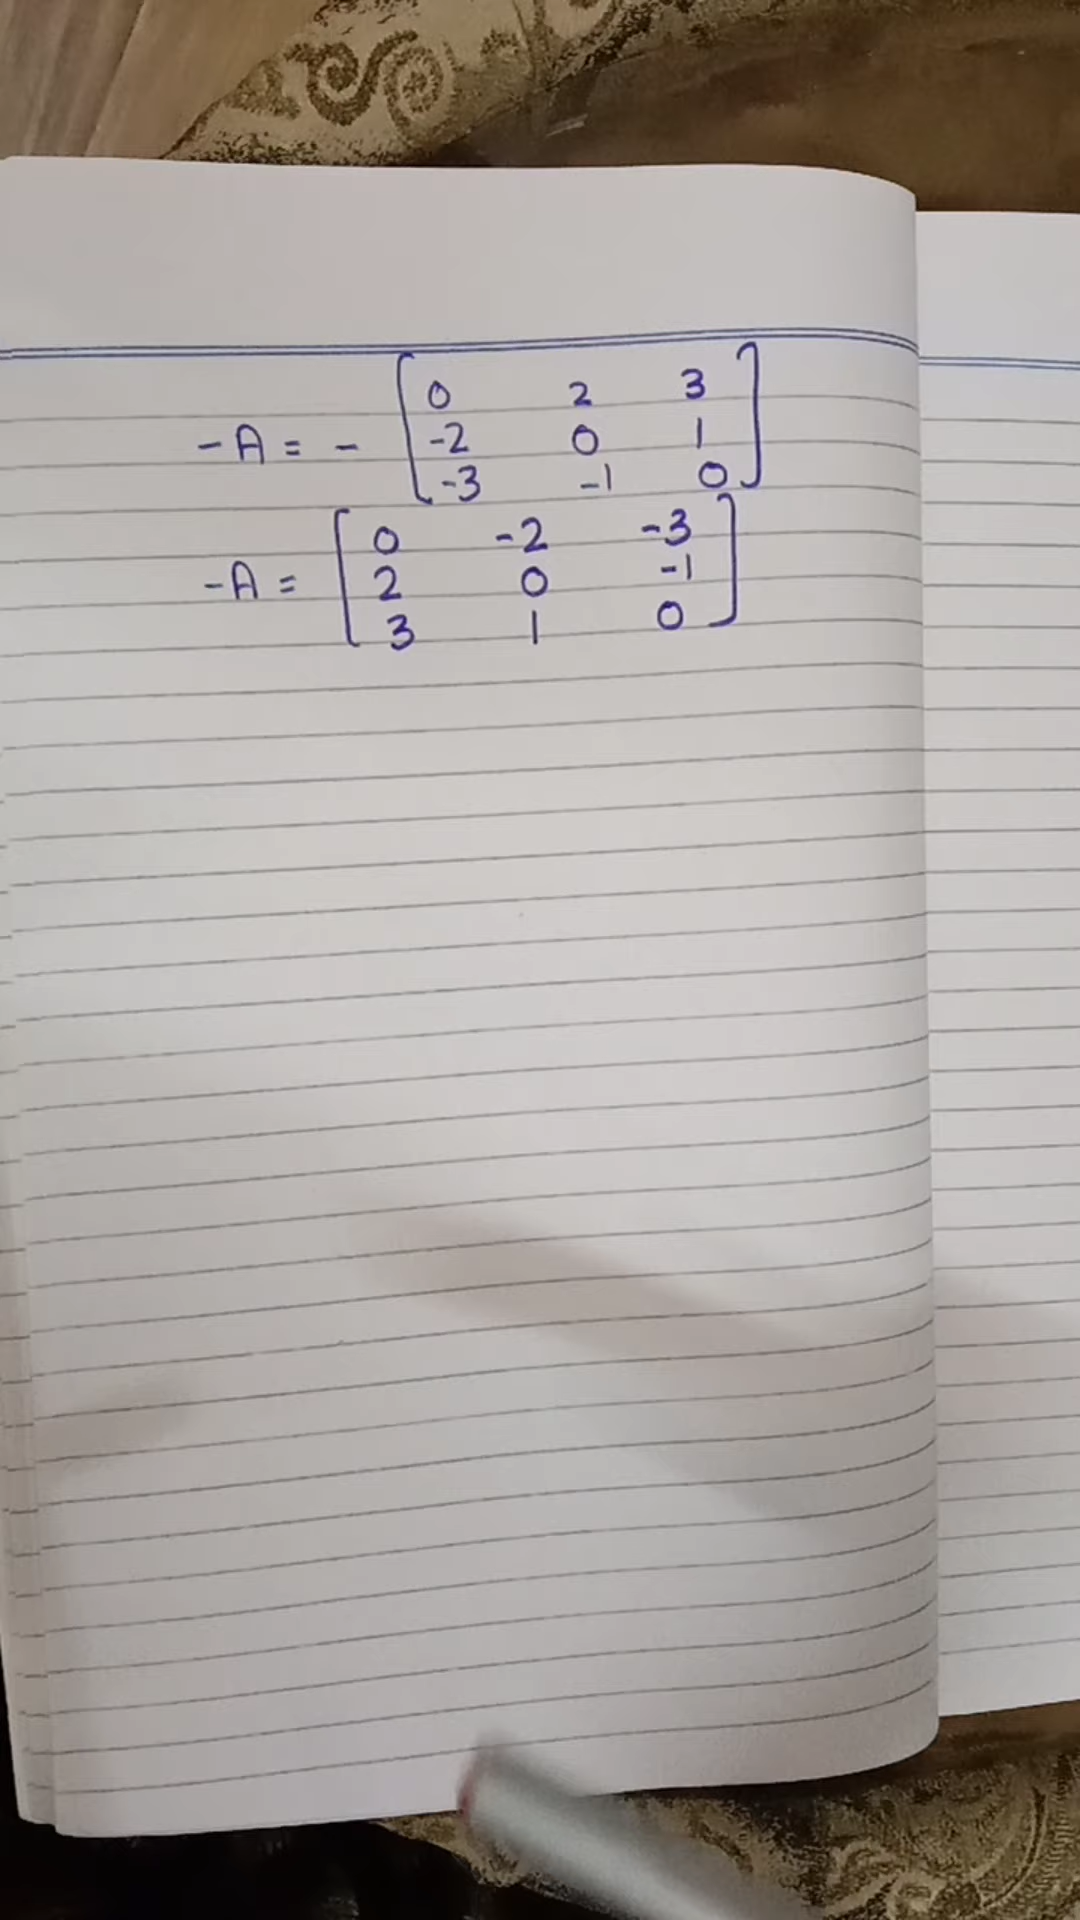 -A = - [0 2 3
-2 0 1
-3 -1 0]
-A = [0 -2 -3
2 0 -1
3 1 0]